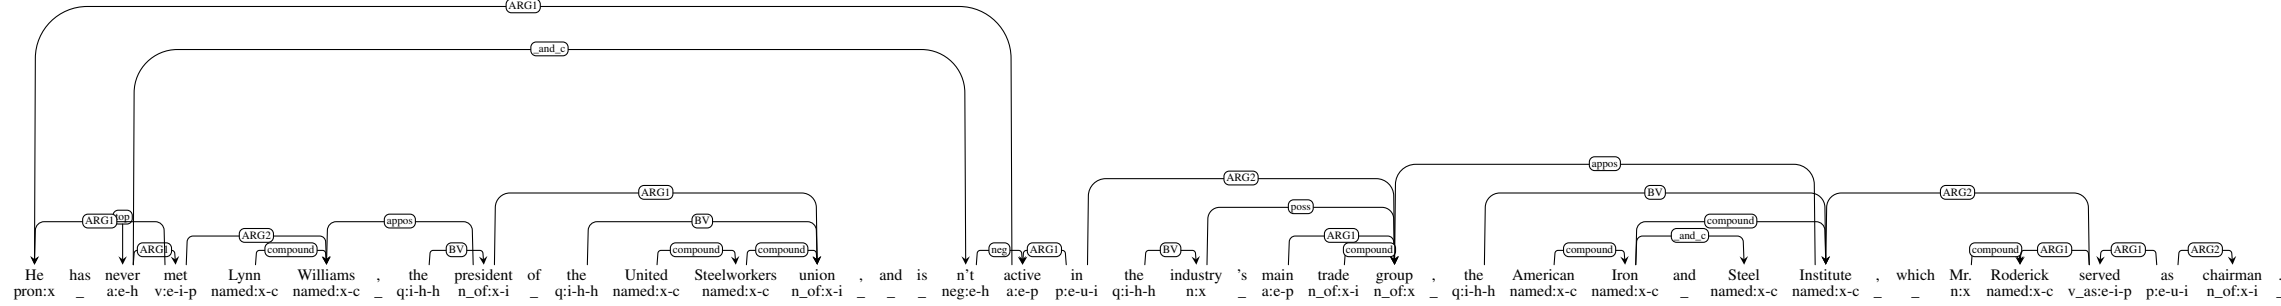 ARG1
_and_c
appos
ARG2
ARG1 BV BV ARG2
poss
ARG1 top appos compound
ARG2 ARG1 _and_c
ARG1 compound BV compound compound neg ARG1 BV compound compound compound ARG1 ARG1 ARG2
He has never met Lynn Williams , the president of the United Steelworkers union , and is n't active in the industry 's main trade group , the American Iron and Steel Institute , which Mr. Roderick served as chairman .
pron:x _ a:e-h v:e-i-p named:x-c named:x-c _ q:i-h-h n_of:x-i _ q:i-h-h named:x-c named:x-c n_of:x-i _ _ _ neg:e-h a:e-p p:e-u-i q:i-h-h n:x _ a:e-p n_of:x-i n_of:x _ q:i-h-h named:x-c named:x-c _ named:x-c named:x-c _ _ n:x named:x-c v_as:e-i-p p:e-u-i n_of:x-i _